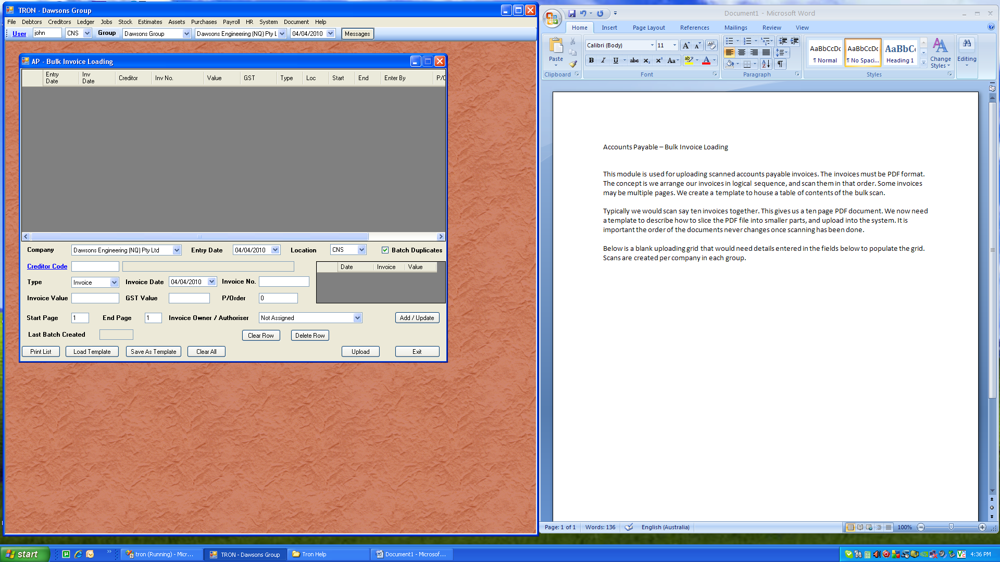 TRON - Dawsons Group
File Debtors Creditors Ledger Jobs Stock Estimates Assets Purchases Payroll HR System Document Help
User john CNS Group Dawsons Group Dawsons Engineering (NQ) Pty L 04/04/2010 Messages
AP - Bulk Invoice Loading
Entry Date Inv Date Creditor Inv No. Value GST Type Loc Start End Enter By P/O
Company Dawsons Engineering (NQ) Pty Ltd Entry Date 04/04/2010 Location CNS Batch Duplicates
Creditor Code Date Invoice Value
Type Invoice Invoice Date 04/04/2010 Invoice No.
Invoice Value GST Value P/Order 0
Start Page 1 End Page 1 Invoice Owner / Authoriser Not Assigned Add / Update
Last Batch Created Clear Row Delete Row
Print List Load Template Save As Template Clear All Upload Exit
Document1 - Microsoft Word
Home Insert Page Layout References Mailings Review View
Calibri (Body) 11
AaBbCcDc AaBbCcDc AaBbC
Paste B I U abc x₂ x² Aa ab A ¶ Normal ¶ No Spaci... Heading 1 Change Styles Editing
Clipboard Font Paragraph Styles
Accounts Payable – Bulk Invoice Loading
This module is used for uploading scanned accounts payable invoices. The invoices must be PDF format.
The concept is we arrange our invoices in logical sequence, and scan them in that order. Some invoices
may be multiple pages. We create a template to house a table of contents of the bulk scan.
Typically we would scan say ten invoices together. This gives us a ten page PDF document. We now need
a template to describe how to slice the PDF file into smaller parts, and upload into the system. It is
important the order of the documents never changes once scanning has been done.
Below is a blank uploading grid that would need details entered in the fields below to populate the grid.
Scans are created per company in each group.
Page: 1 of 1 Words: 136 English (Australia) 100%
start tron (Running) - Micr... TRON - Dawsons Group Tron Help Document1 - Microsof... 4:36 PM